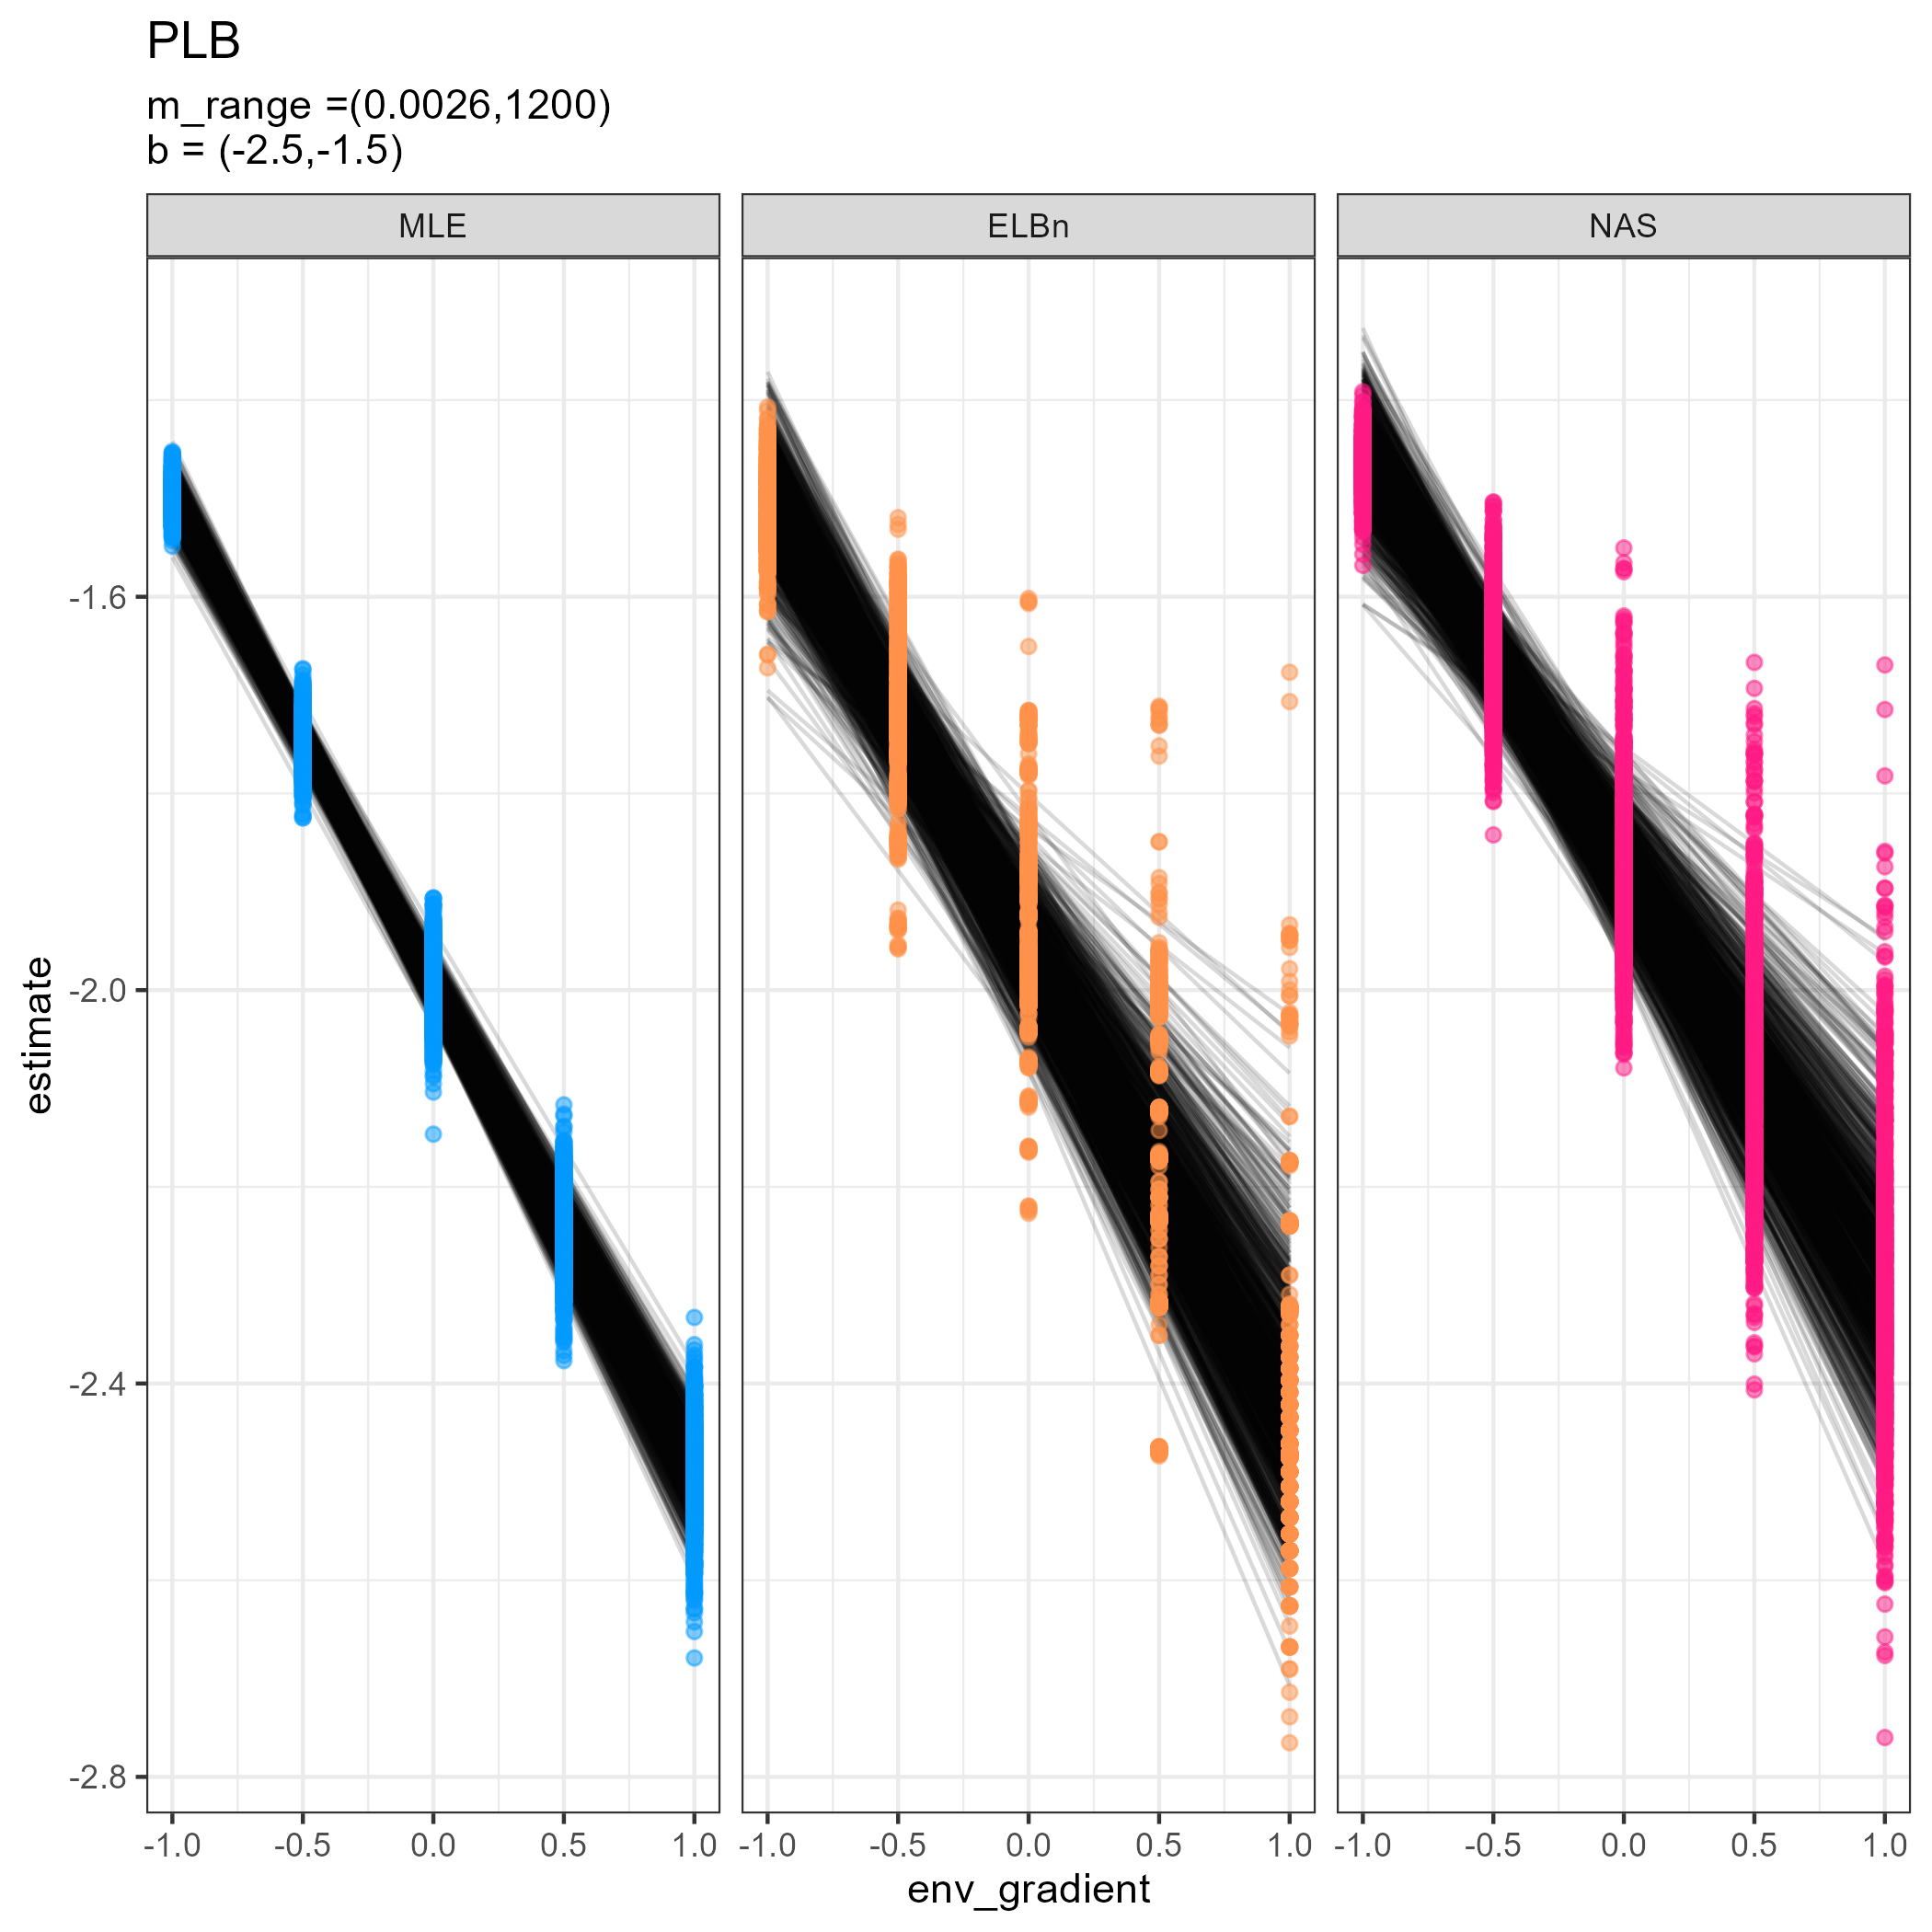 PLB
m_range =(0.0026,1200)
b = (-2.5,-1.5)
MLE ELBn NAS
-1.6
-2.0
-2.4
-2.8
estimate
-1.0 -0.5 0.0 0.5 1.0 -1.0 -0.5 0.0 0.5 1.0 -1.0 -0.5 0.0 0.5 1.0
env_gradient